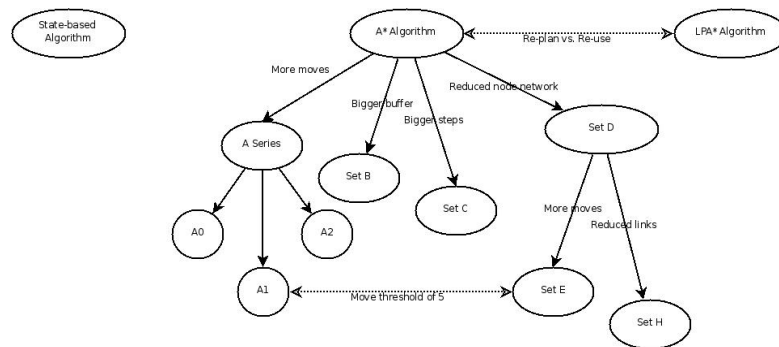 State-based
Algorithm
A* Algorithm
Re-plan vs. Re-use
LPA* Algorithm
More moves
Bigger buffer
Bigger steps
Reduced node network
A Series
Set B
Set C
Set D
A0
A2
More moves
Reduced links
A1
Move threshold of 5
Set E
Set H